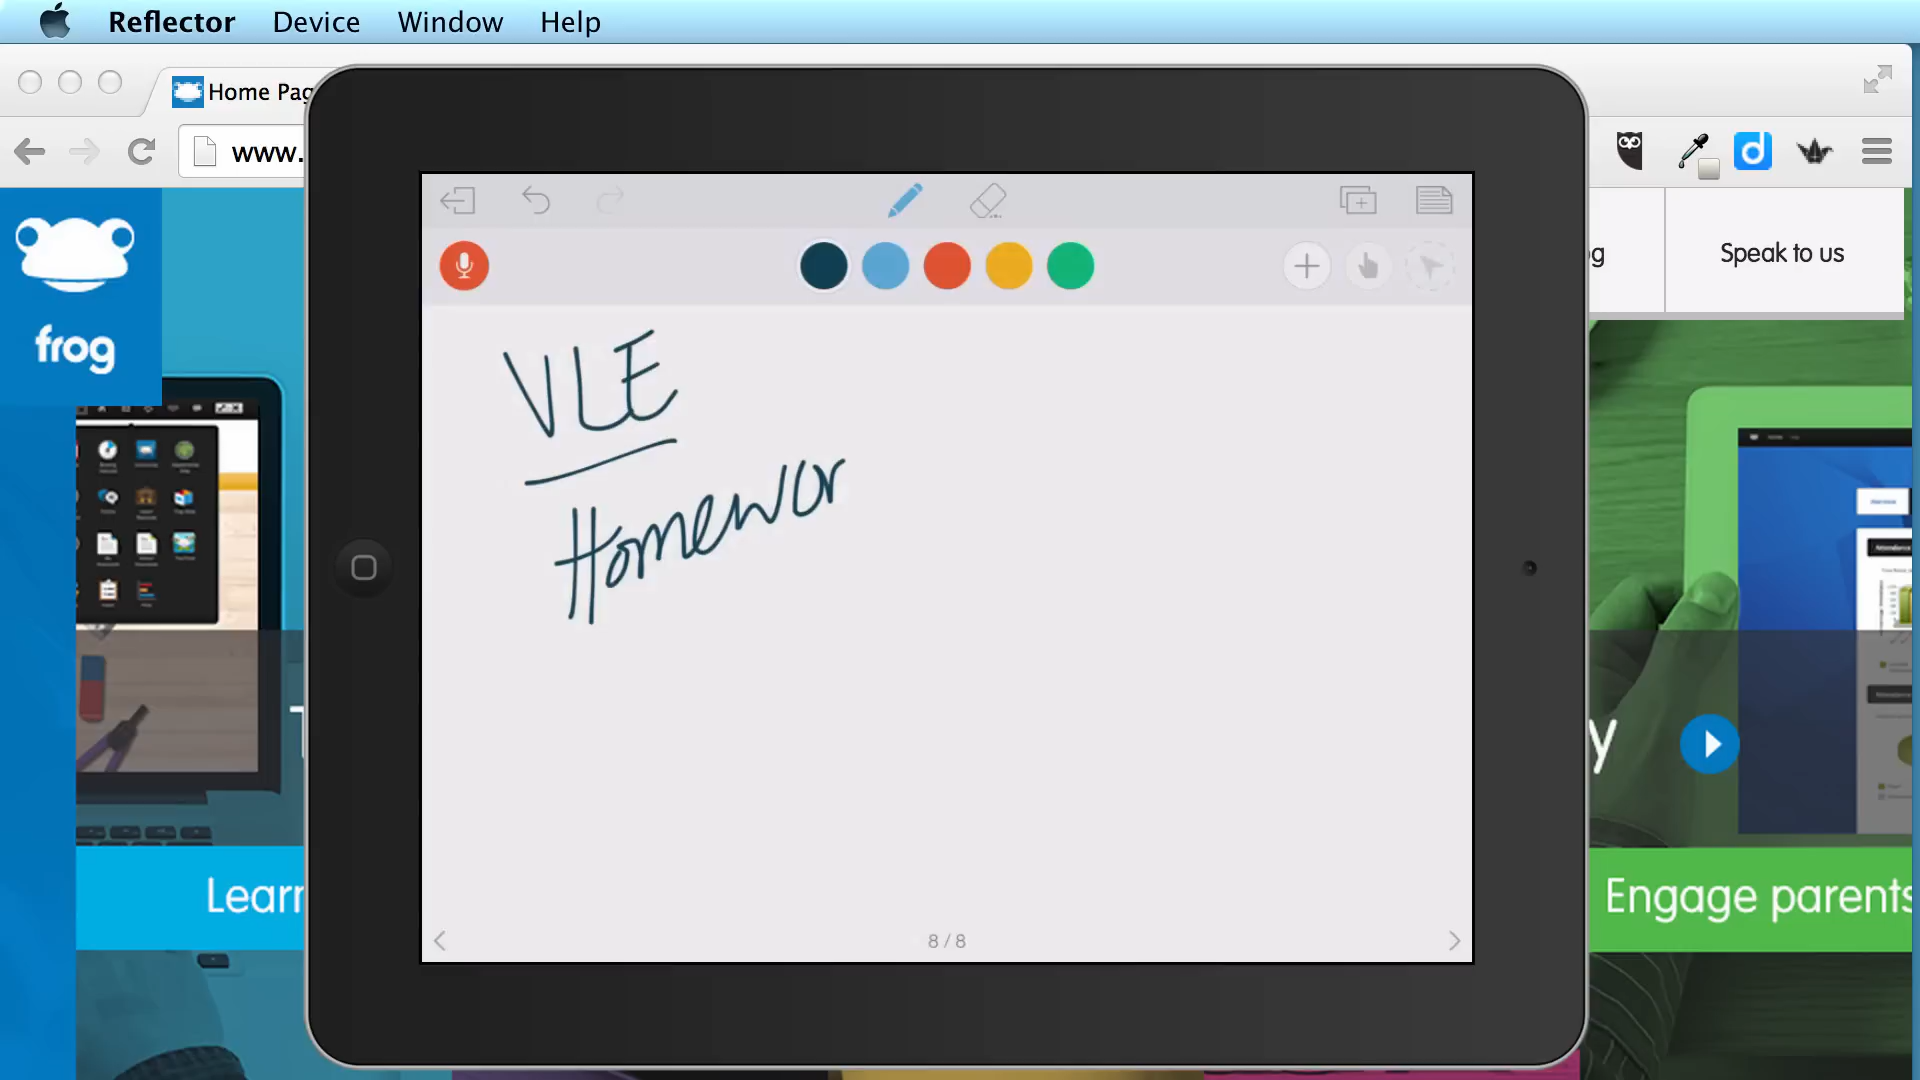 Reflector Device Window Help
Home Pag
www.
d
frog
g
Speak to us
VLE
Homewor
T
y
Learn
Engage parents
8/8